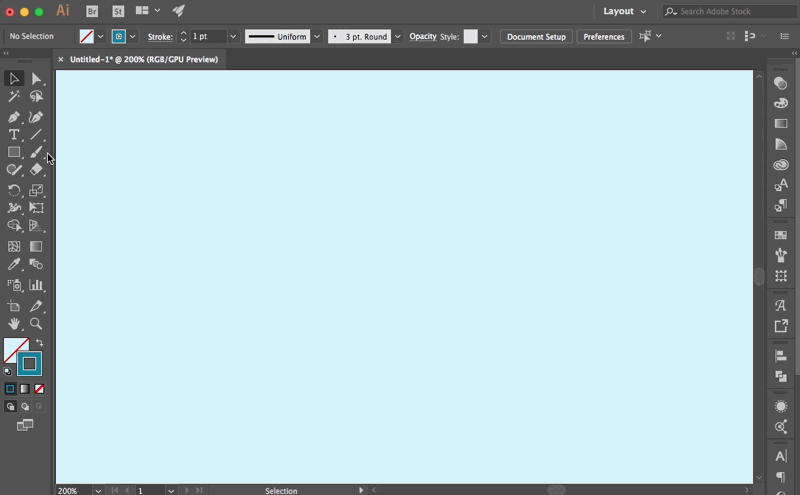 Ai Br St Layout Search Adobe Stock
No Selection Stroke: 1 pt Uniform 3 pt. Round Opacity Style: Document Setup Preferences
× Untitled-1* @ 200% (RGB/GPU Preview)
200% 1 Selection